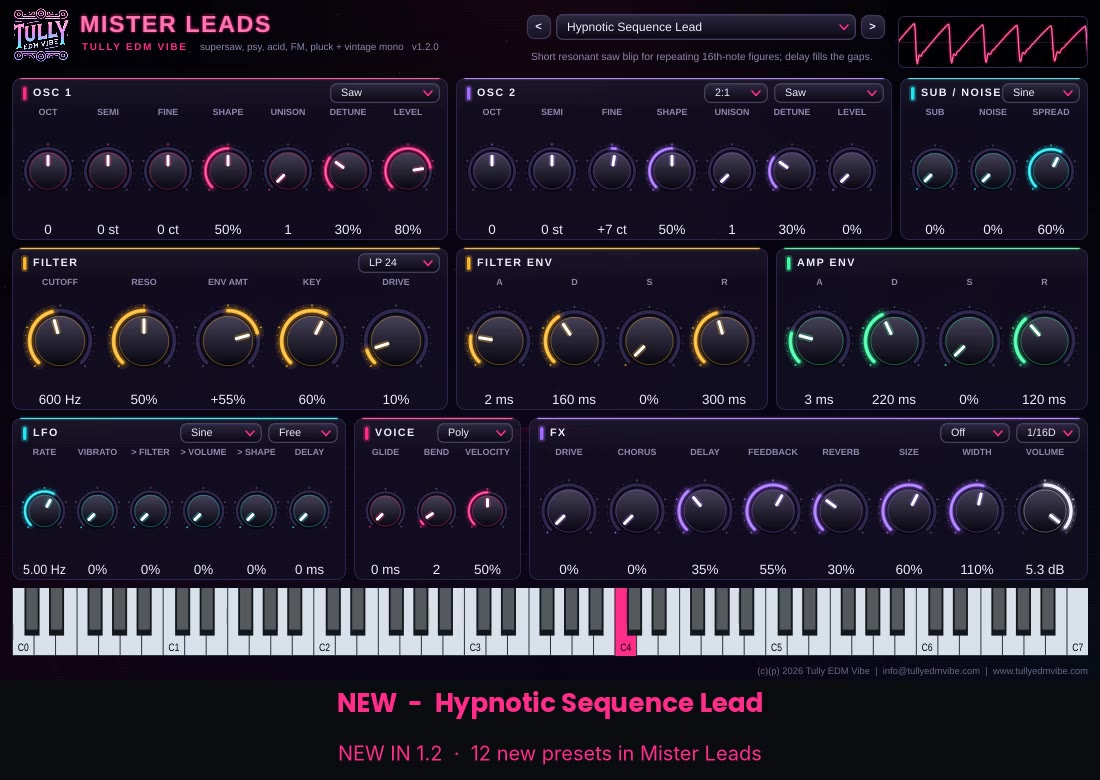 TULLY
EDM VIBE
MISTER LEADS
TULLY EDM VIBE supersaw, psy, acid, FM, pluck + vintage mono v1.2.0
< Hypnotic Sequence Lead >
Short resonant saw blip for repeating 16th-note figures; delay fills the gaps.
OSC 1 Saw
OCT SEMI FINE SHAPE UNISON DETUNE LEVEL
0 0 st 0 ct 50% 1 30% 80%
OSC 2 2:1 Saw
OCT SEMI FINE SHAPE UNISON DETUNE LEVEL
0 0 st +7 ct 50% 1 30% 0%
SUB / NOISE Sine
SUB NOISE SPREAD
0% 0% 60%
FILTER LP 24
CUTOFF RESO ENV AMT KEY DRIVE
600 Hz 50% +55% 60% 10%
FILTER ENV
A D S R
2 ms 160 ms 0% 300 ms
AMP ENV
A D S R
3 ms 220 ms 0% 120 ms
LFO Sine Free
RATE VIBRATO > FILTER > VOLUME > SHAPE DELAY
5.00 Hz 0% 0% 0% 0% 0 ms
VOICE Poly
GLIDE BEND VELOCITY
0 ms 2 50%
FX Off 1/16D
DRIVE CHORUS DELAY FEEDBACK REVERB SIZE WIDTH VOLUME
0% 0% 35% 55% 30% 60% 110% 5.3 dB
C0 C1 C2 C3 C4 C5 C6 C7
(c)(p) 2026 Tully EDM Vibe | info@tullyedmvibe.com | www.tullyedmvibe.com
NEW - Hypnotic Sequence Lead
NEW IN 1.2 · 12 new presets in Mister Leads